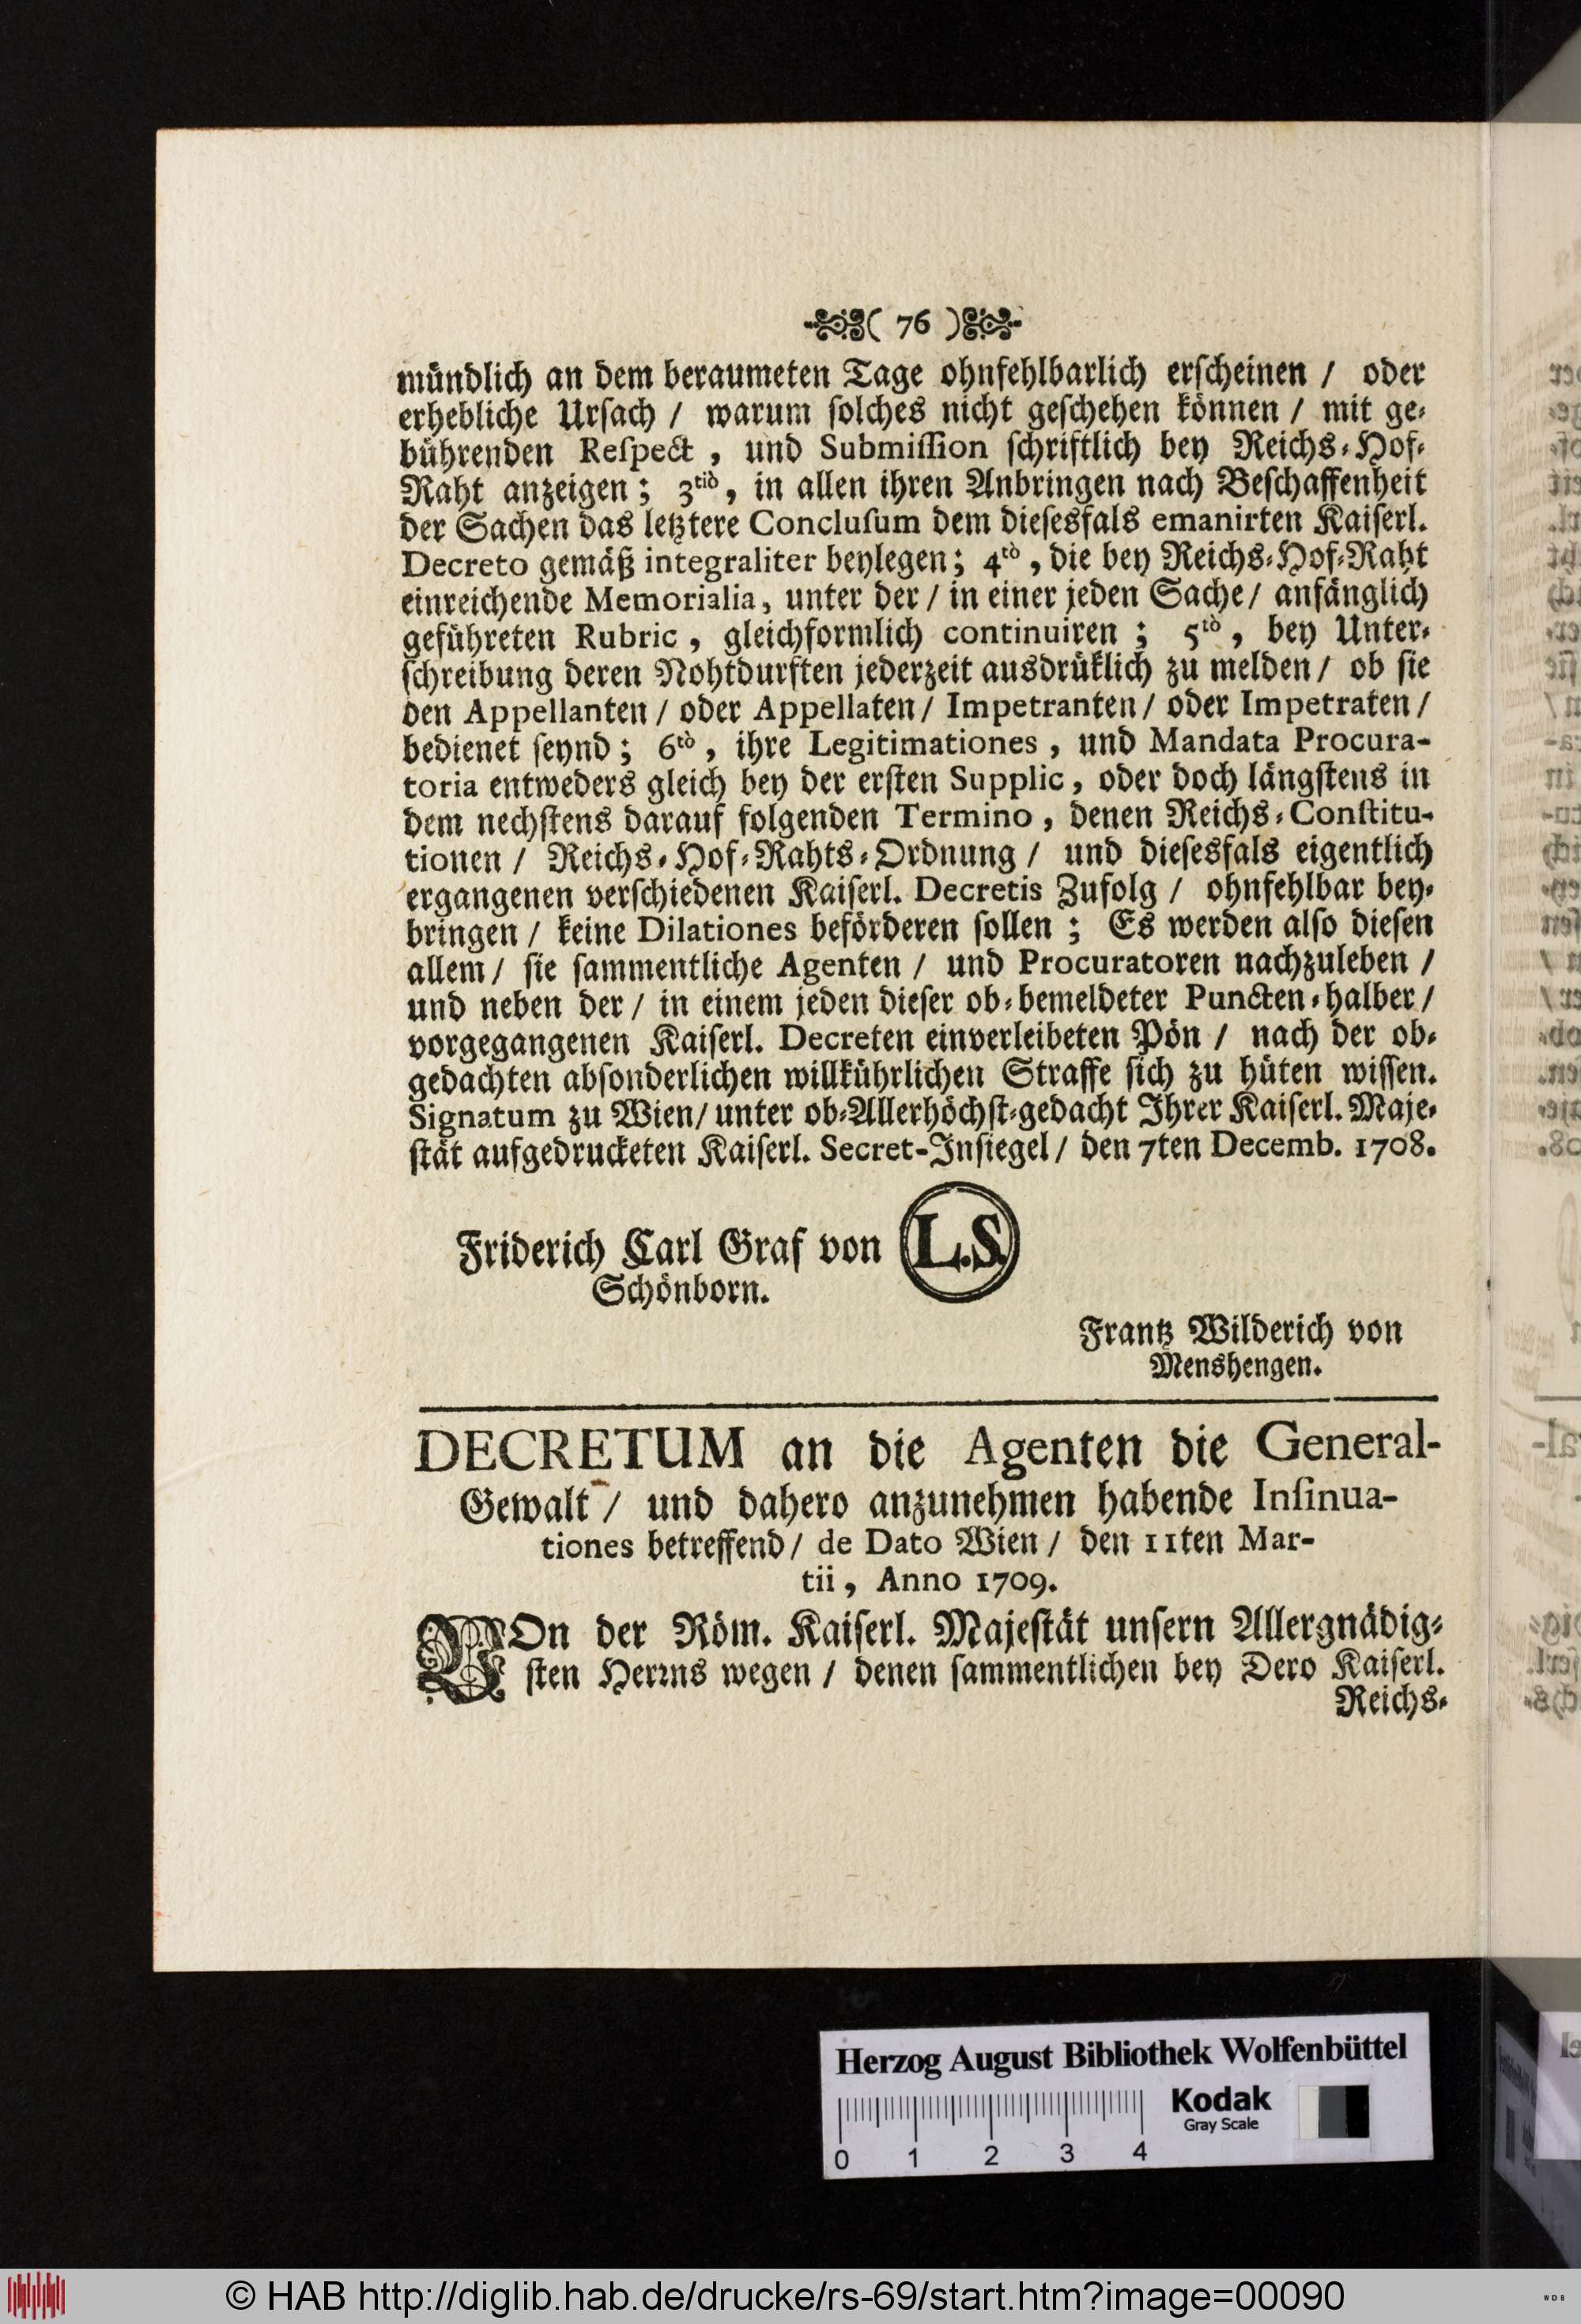 ( 76 )
mündlich an dem beraumeten Tage ohnfehlbarlich erscheinen / oder
erhebliche Ursach / warum solches nicht geschehen können / mit ge-
bührenden Respect , und Submission schriftlich bey Reichs-Hof-
Raht anzeigen ; 3tiò, in allen ihren Anbringen nach Beschaffenheit
der Sachen das letztere Conclusum dem diesesfals emanirten Kaiserl.
Decreto gemäß integraliter beylegen ; 4tò , die bey Reichs-Hof-Raht
einreichende Memorialia, unter der / in einer jeden Sache / anfänglich
geführeten Rubric , gleichformlich continuiren ; 5tò , bey Unter-
schreibung deren Nohtdurften jederzeit ausdrüklich zu melden / ob sie
den Appellanten / oder Appellaten / Impetranten / oder Impetraten /
bedienet seynd ; 6tò , ihre Legitimationes , und Mandata Procura-
toria entweders gleich bey der ersten Supplic , oder doch längstens in
dem nechstens darauf folgenden Termino , denen Reichs-Constitu-
tionen / Reichs-Hof-Rahts-Ordnung / und diesesfals eigentlich
ergangenen verschiedenen Kaiserl. Decretis Zufolg / ohnfehlbar bey-
bringen / keine Dilationes beförderen sollen ; Es werden also diesen
allem / sie sammentliche Agenten / und Procuratoren nachzuleben /
und neben der / in einem jeden dieser ob-bemeldeter Puncten-halber /
vorgegangenen Kaiserl. Decreten einverleibeten Pön / nach der ob-
gedachten absonderlichen willkührlichen Straffe sich zu hüten wissen.
Signatum zu Wien / unter ob-Allerhöchst-gedacht Ihrer Kaiserl. Maje-
stät aufgedrucketen Kaiserl. Secret-Insiegel / den 7ten Decemb. 1708.
Friderich Carl Graf von L.S.
Schönborn.
Frantz Wilderich von
Menshengen.
DECRETUM an die Agenten die General-
Gewalt / und dahero anzunehmen habende Insinua-
tiones betreffend / de Dato Wien / den 11ten Mar-
tii , Anno 1709.
VOn der Röm. Kaiserl. Majestät unsern Allergnädig-
sten Herrns wegen / denen sammentlichen bey Dero Kaiserl.
Reichs-
Herzog August Bibliothek Wolfenbüttel
Kodak
Gray Scale
0 1 2 3 4
© HAB http://diglib.hab.de/drucke/rs-69/start.htm?image=00090
WDB